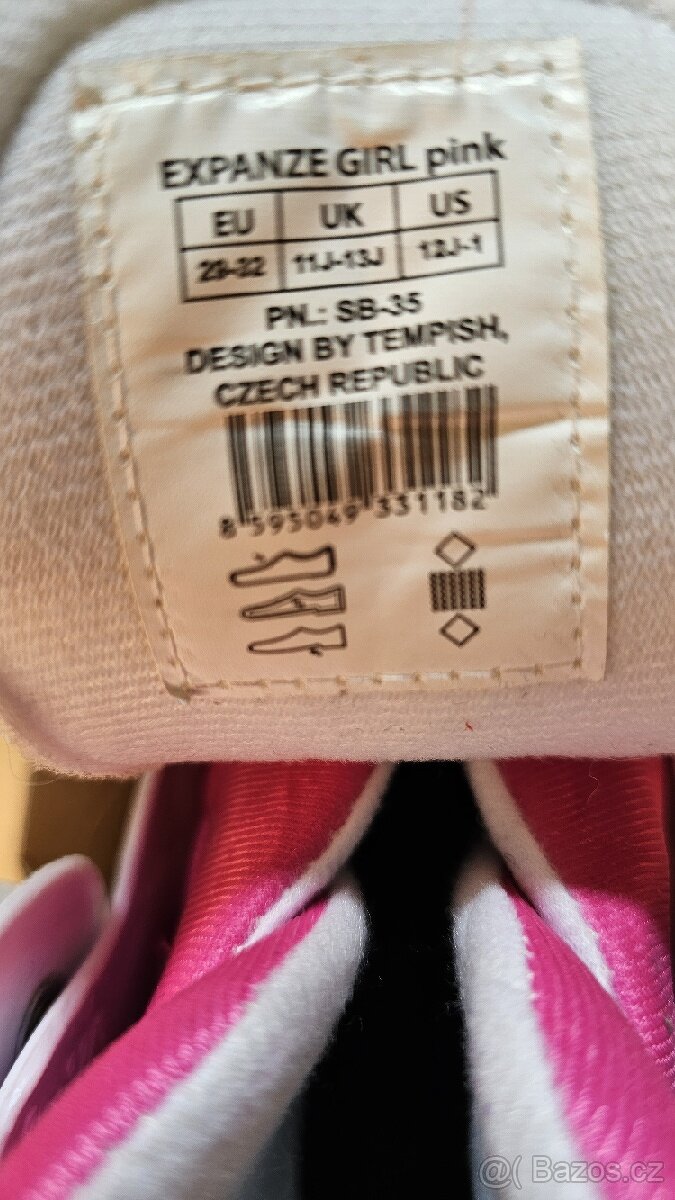 EXPANZE GIRL pink
EU UK US
29-32 11J-13J 12J-1
PN.: SB-35
DESIGN BY TEMPISH,
CZECH REPUBLIC
8 595049 331182
@( Bazos.cz